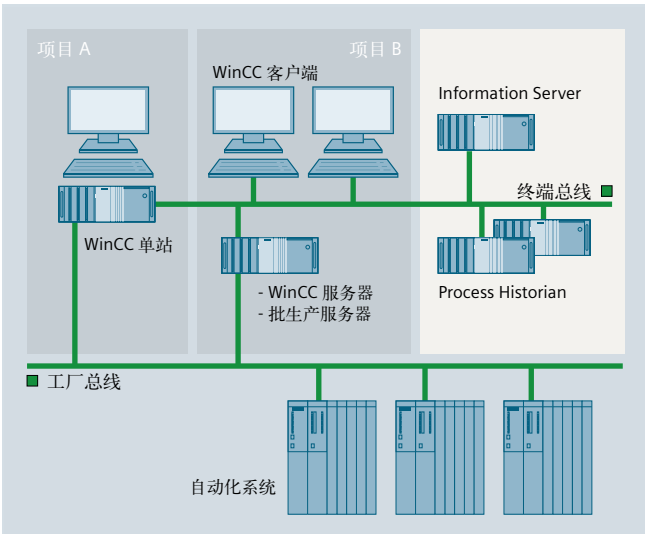 项目 A
项目 B
WinCC 客户端
Information Server
终端总线
WinCC 单站
- WinCC 服务器
- 批生产服务器
Process Historian
工厂总线
自动化系统